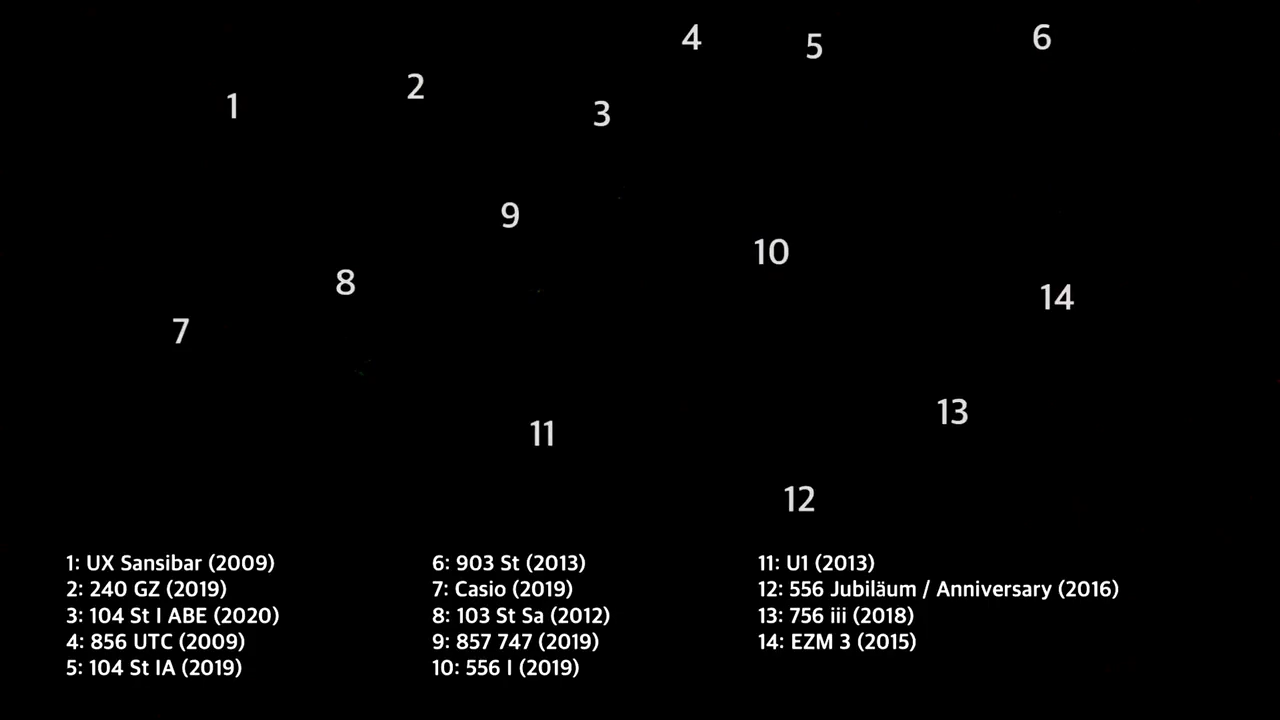 4
5
6
2
1
3
9
10
8
14
7
13
11
12
1: UX Sansibar (2009)
2: 240 GZ (2019)
3: 104 St I ABE (2020)
4: 856 UTC (2009)
5: 104 St IA (2019)
6: 903 St (2013)
7: Casio (2019)
8: 103 St Sa (2012)
9: 857 747 (2019)
10: 556 I (2019)
11: U1 (2013)
12: 556 Jubiläum / Anniversary (2016)
13: 756 iii (2018)
14: EZM 3 (2015)